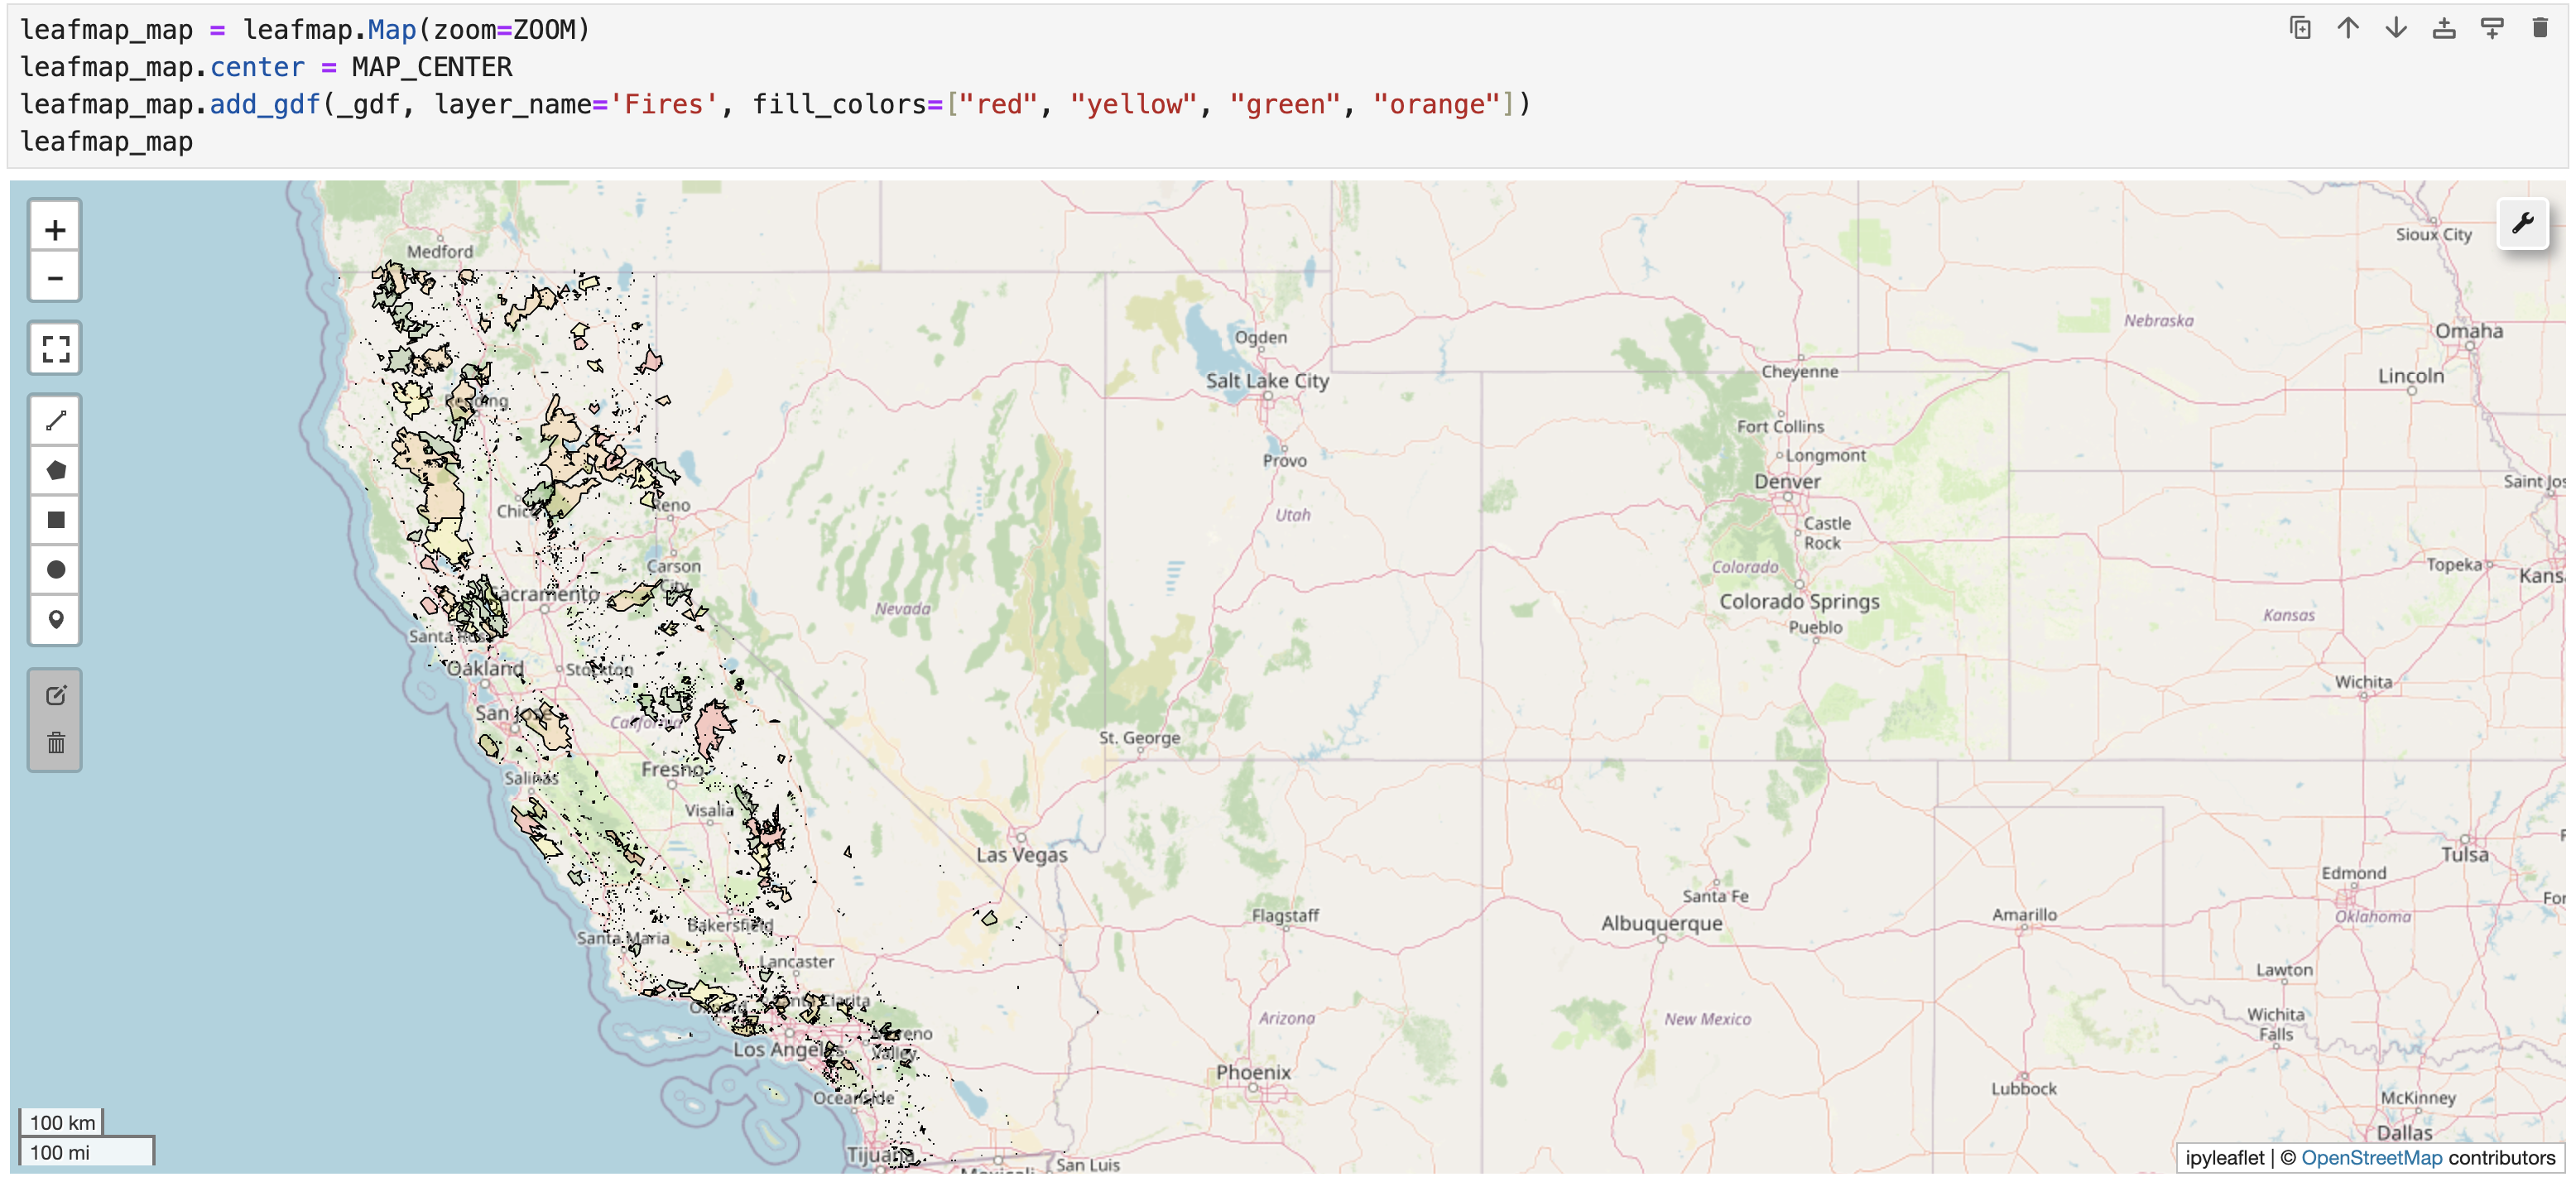 leafmap_map = leafmap.Map(zoom=ZOOM)
leafmap_map.center = MAP_CENTER
leafmap_map.add_gdf(_gdf, layer_name='Fires', fill_colors=["red", "yellow", "green", "orange"])
leafmap_map
+
−
Medford
Sioux City
Nebraska
Omaha
Ogden
Salt Lake City
Cheyenne
Lincoln
Redding
Fort Collins
Longmont
Provo
Denver
Saint Jos
Chico
Reno
Utah
Castle
Rock
Carson
City
Colorado
Topeka
Kans
Sacramento
Nevada
Colorado Springs
Kansas
Pueblo
Santa Rosa
Oakland
Stockton
Wichita
San Jose
California
St. George
Fresno
Salinas
Visalia
Las Vegas
Tulsa
Edmond
Santa Fe
For
Bakersfield
Flagstaff
Albuquerque
Amarillo
Oklahoma
Santa Maria
Lancaster
Lawton
Santa Clarita
Oxnard
Arizona
New Mexico
Wichita
Falls
Moreno
Valley
Los Angeles
Phoenix
Lubbock
Oceanside
McKinney
100 km
Dallas
100 mi
Tijuana
Mexicali
San Luis
ipyleaflet | © OpenStreetMap contributors